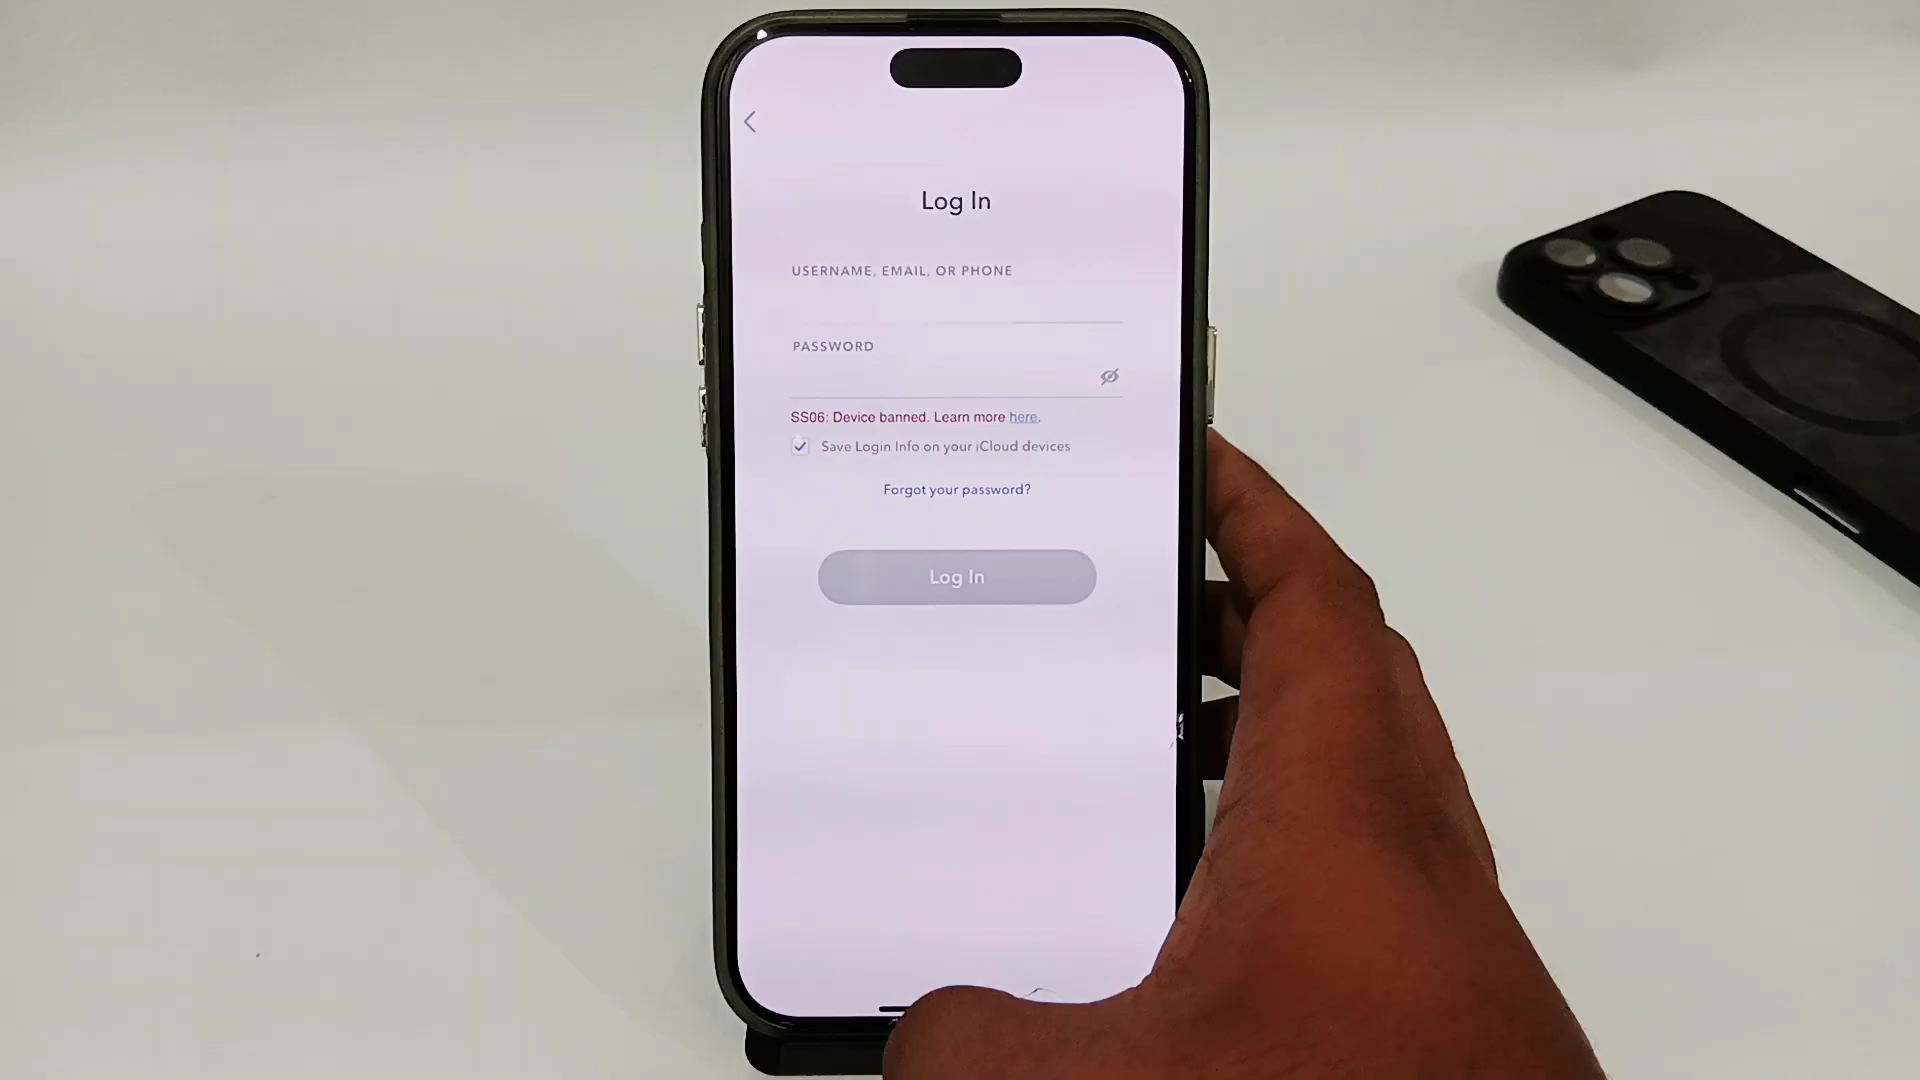 Log In
USERNAME, EMAIL, OR PHONE
PASSWORD
SS06: Device banned. Learn more here.
Save Login Info on your iCloud devices
Forgot your password?
Log In